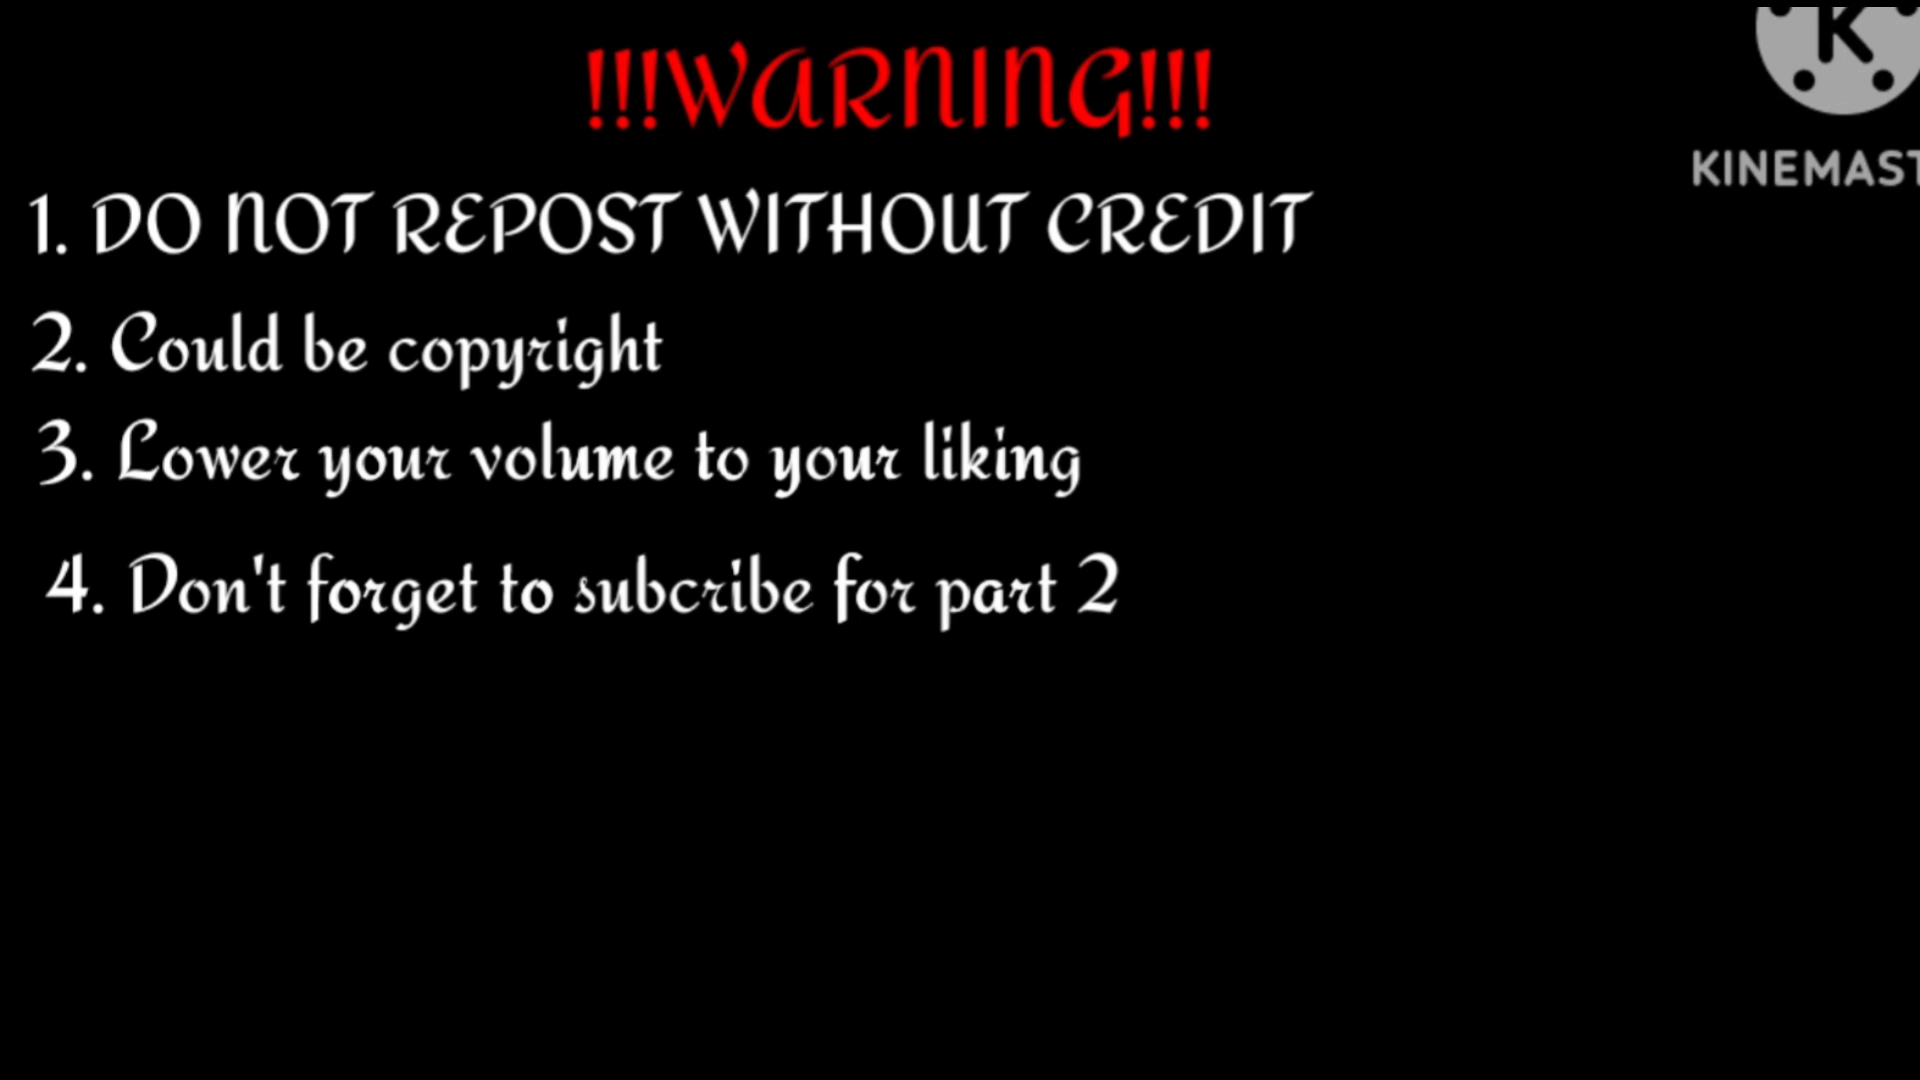 !!!WARNING!!!
K
KINEMAST
1. DO NOT REPOST WITHOUT CREDIT
2. Could be copyright
3. Lower your volume to your liking
4. Don't forget to subcribe for part 2